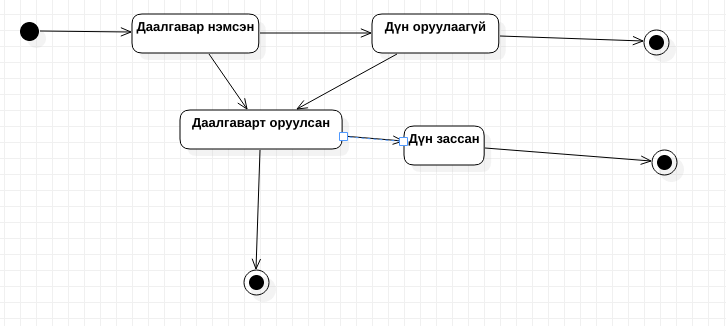 Даалгавар нэмсэн
Дүн оруулаагүй
Даалгаварт оруулсан
Дүн зассан